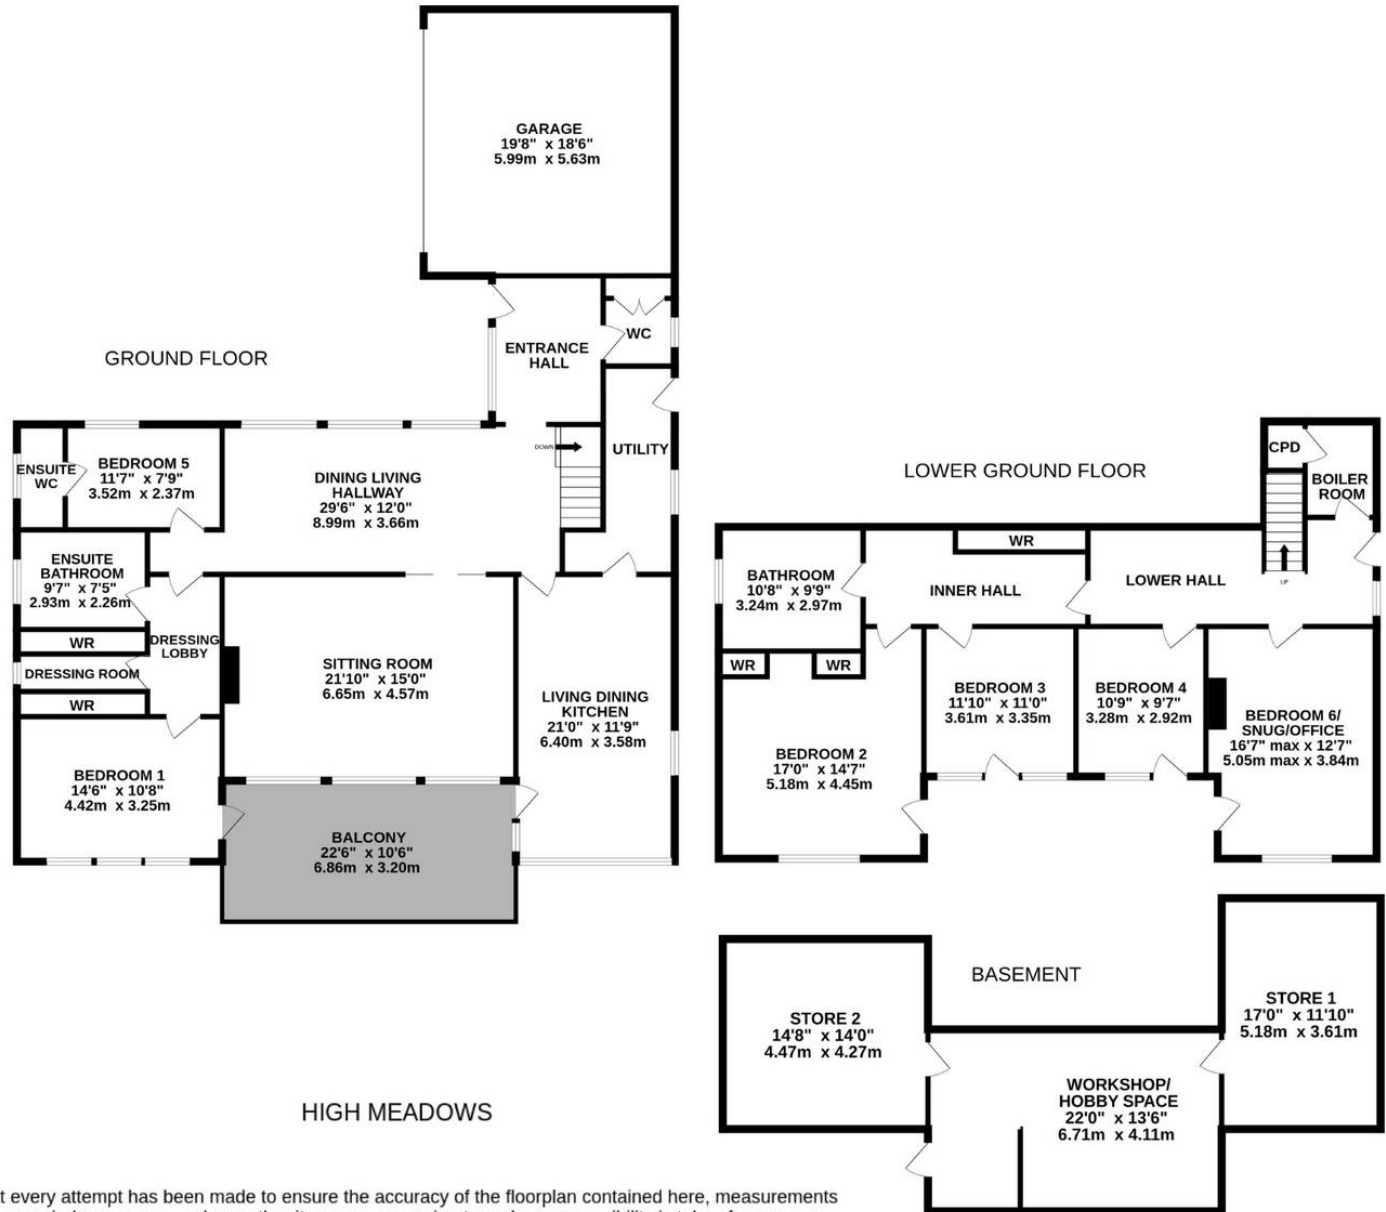 GARAGE
19'8" x 18'6"
5.99m x 5.63m
WC
ENTRANCE
HALL
GROUND FLOOR
DOWN
UTILITY
ENSUITE
WC
BEDROOM 5
11'7" x 7'9"
3.52m x 2.37m
DINING LIVING
HALLWAY
29'6" x 12'0"
8.99m x 3.66m
ENSUITE
BATHROOM
9'7" x 7'5"
2.93m x 2.26m
WR
DRESSING
LOBBY
DRESSING ROOM
WR
SITTING ROOM
21'10" x 15'0"
6.65m x 4.57m
LIVING DINING
KITCHEN
21'0" x 11'9"
6.40m x 3.58m
BEDROOM 1
14'6" x 10'8"
4.42m x 3.25m
BALCONY
22'6" x 10'6"
6.86m x 3.20m
LOWER GROUND FLOOR
CPD
BOILER
ROOM
WR
BATHROOM
10'8" x 9'9"
3.24m x 2.97m
INNER HALL
LOWER HALL
UP
WR
WR
BEDROOM 2
17'0" x 14'7"
5.18m x 4.45m
BEDROOM 3
11'10" x 11'0"
3.61m x 3.35m
BEDROOM 4
10'9" x 9'7"
3.28m x 2.92m
BEDROOM 6/
SNUG/OFFICE
16'7" max x 12'7"
5.05m max x 3.84m
BASEMENT
STORE 2
14'8" x 14'0"
4.47m x 4.27m
STORE 1
17'0" x 11'10"
5.18m x 3.61m
WORKSHOP/
HOBBY SPACE
22'0" x 13'6"
6.71m x 4.11m
HIGH MEADOWS
t every attempt has been made to ensure the accuracy of the floorplan contained here, measurements